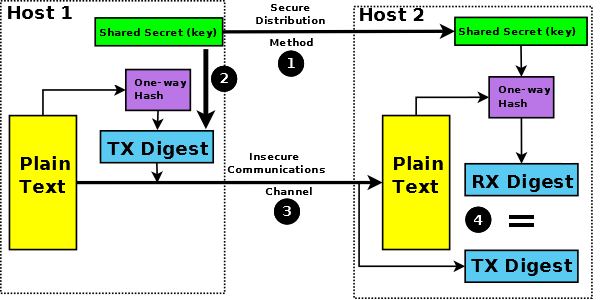 Host 1
Shared Secret (key)
One-way
Hash
2
TX Digest
Plain
Text
Secure
Distribution
Method
1
Insecure
Communications
Channel
3
Host 2
Shared Secret (key)
One-way
Hash
Plain
Text
RX Digest
4 =
TX Digest